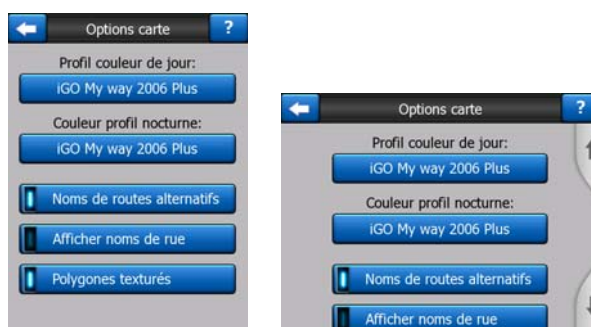 Options carte
?
Profil couleur de jour:
iGO My way 2006 Plus
Couleur profil nocturne:
iGO My way 2006 Plus
Noms de routes alternatifs
Afficher noms de rue
Polygones texturés
Options carte
?
Profil couleur de jour:
iGO My way 2006 Plus
Couleur profil nocturne:
iGO My way 2006 Plus
Noms de routes alternatifs
Afficher noms de rue